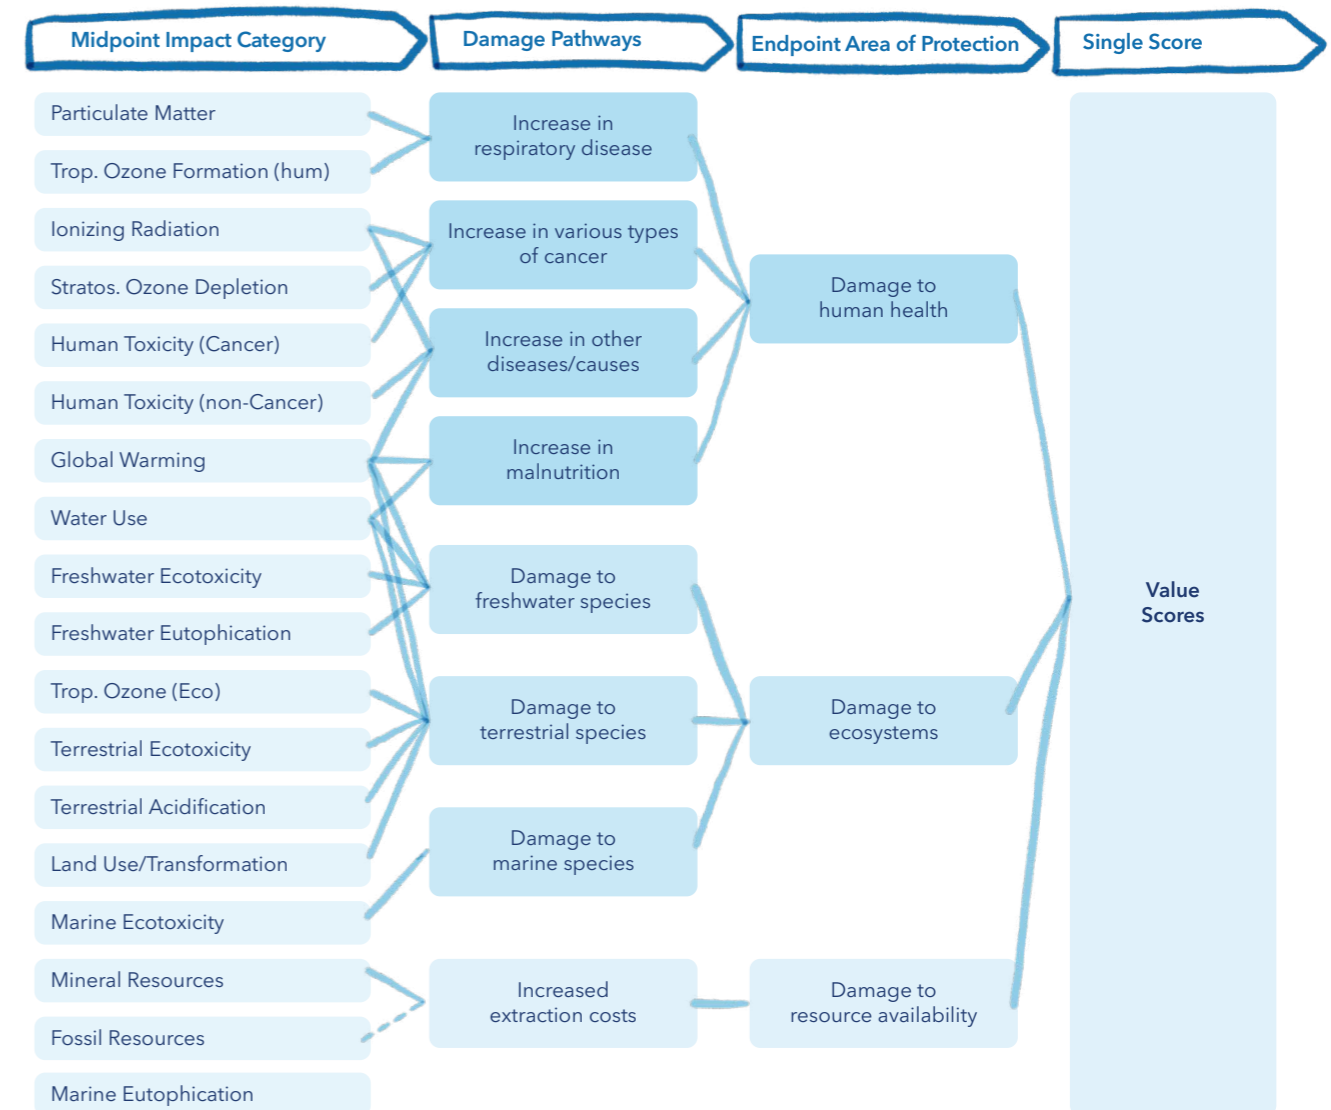 Midpoint Impact Category
Damage Pathways
Endpoint Area of Protection
Single Score
Particulate Matter
Trop. Ozone Formation (hum)
Ionizing Radiation
Stratos. Ozone Depletion
Human Toxicity (Cancer)
Human Toxicity (non-Cancer)
Global Warming
Water Use
Freshwater Ecotoxicity
Freshwater Eutophication
Trop. Ozone (Eco)
Terrestrial Ecotoxicity
Terrestrial Acidification
Land Use/Transformation
Marine Ecotoxicity
Mineral Resources
Fossil Resources
Marine Eutophication
Increase in
respiratory disease
Increase in various types
of cancer
Increase in other
diseases/causes
Increase in
malnutrition
Damage to
freshwater species
Damage to
terrestrial species
Damage to
marine species
Increased
extraction costs
Damage to
human health
Damage to
ecosystems
Damage to
resource availability
Value
Scores